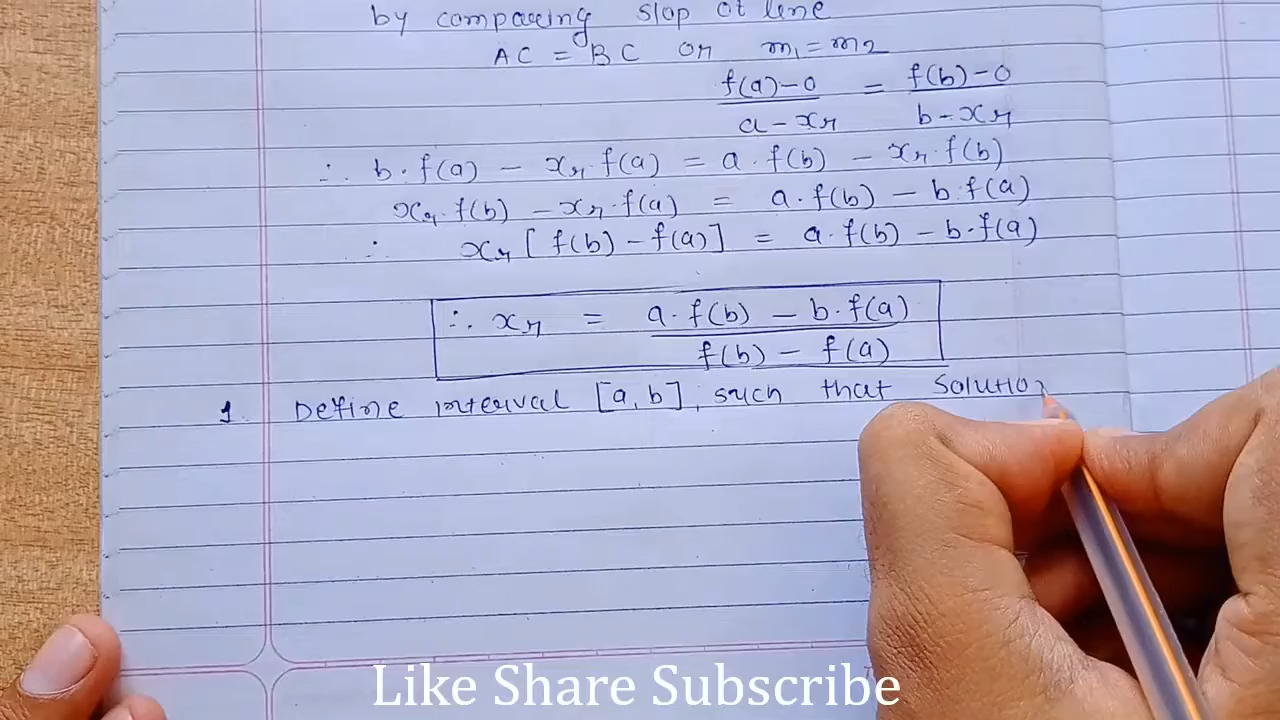 by comparing slop of line
AC = BC or m₁ = m₂
f(a)-0 / a - xᵣ = f(b)-0 / b - xᵣ
∴ b·f(a) - xᵣ·f(a) = a·f(b) - xᵣ·f(b)
xᵣ·f(b) - xᵣ·f(a) = a·f(b) - b·f(a)
∴ xᵣ [f(b) - f(a)] = a·f(b) - b·f(a)
∴ xᵣ = a·f(b) - b·f(a) / f(b) - f(a)
1. Define interval [a, b], such that solution
Like Share Subscribe